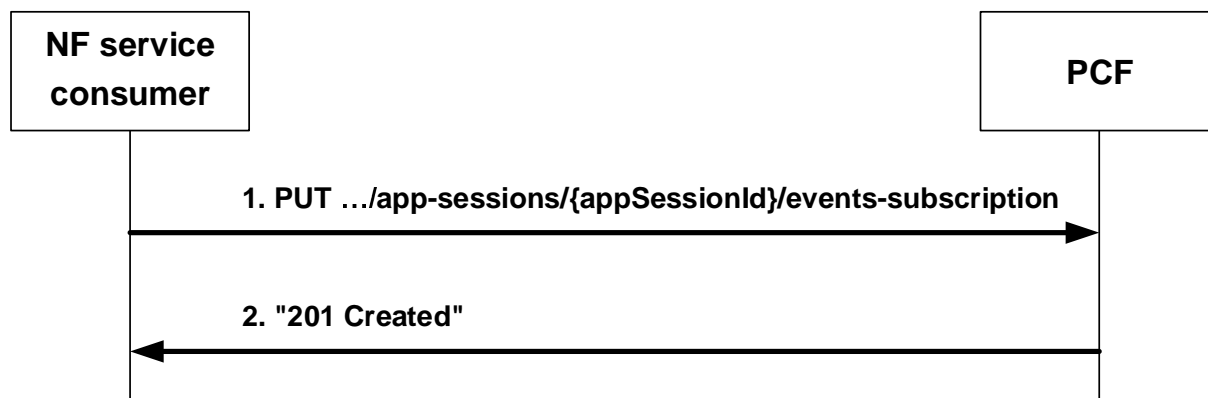 NF service
consumer
PCF
1. PUT …/app-sessions/{appSessionId}/events-subscription
2. "201 Created"